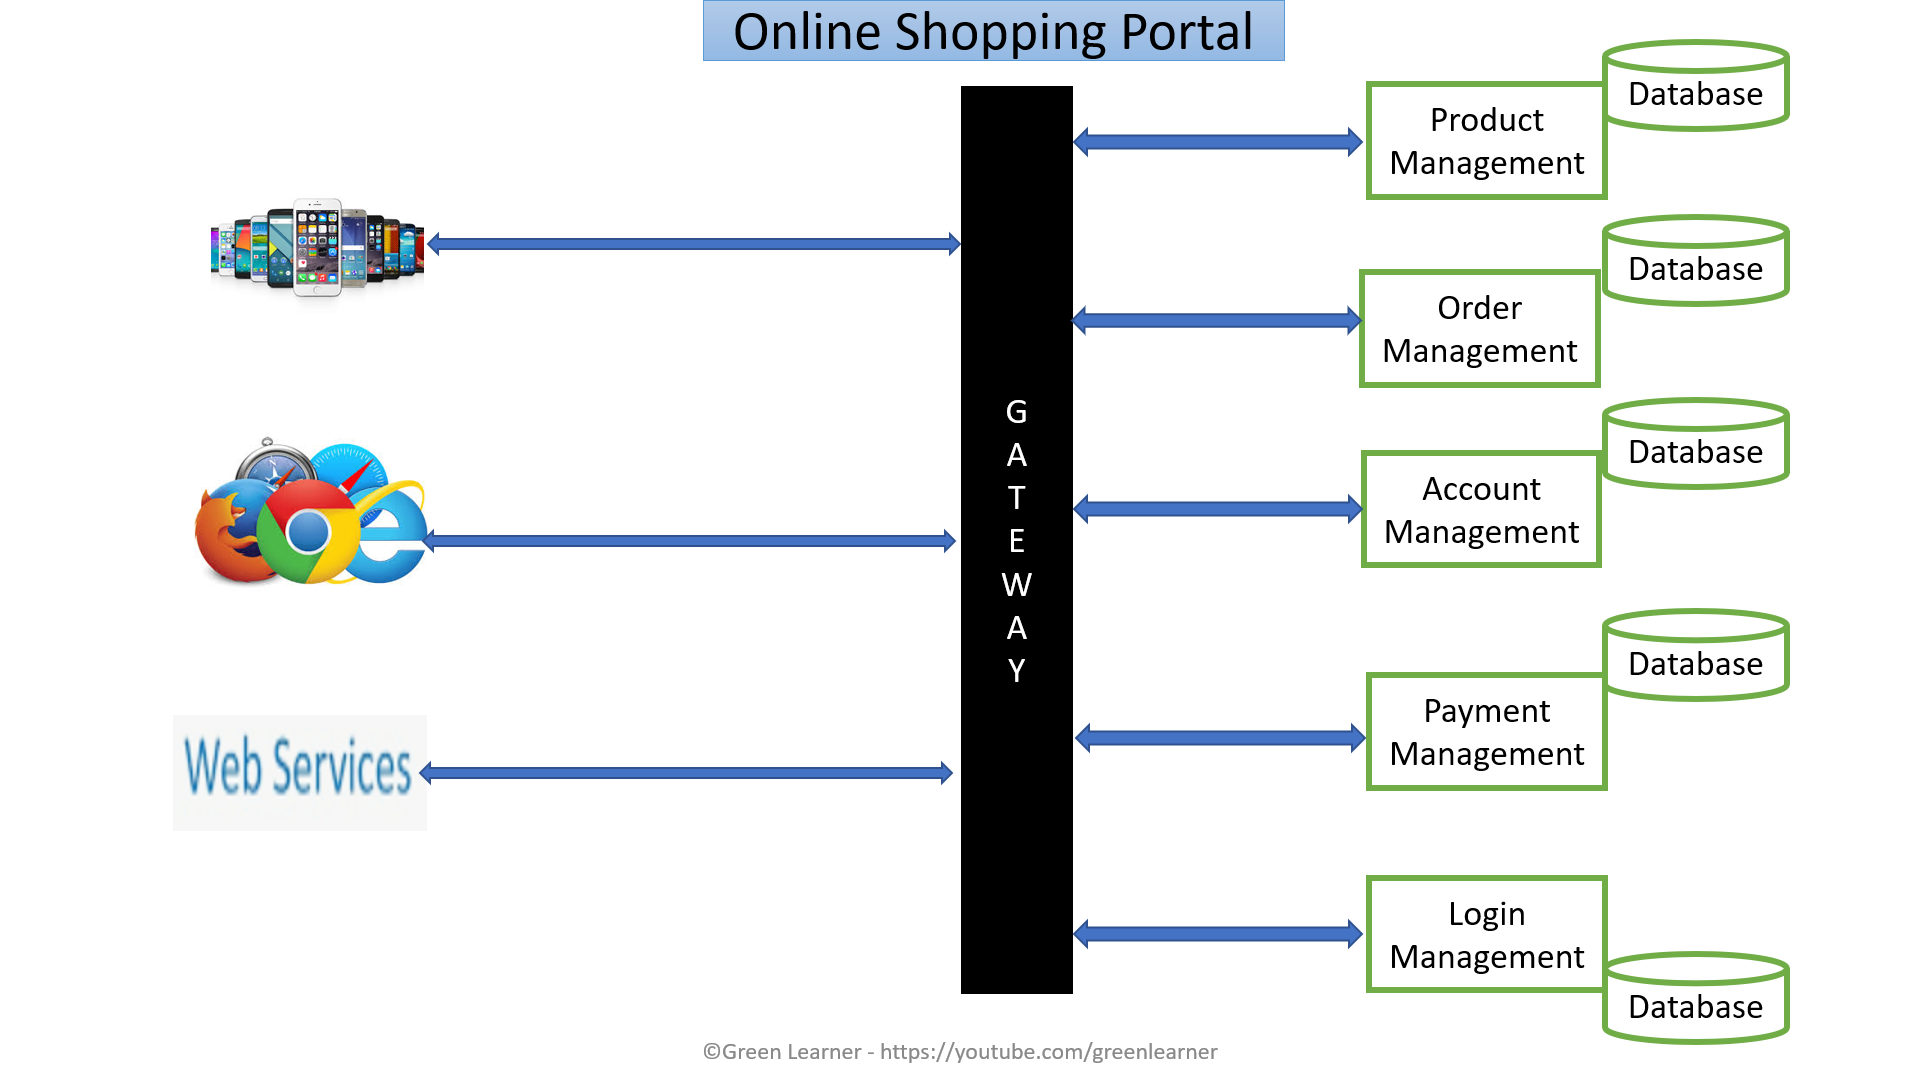 Online Shopping Portal
Database
Product
Management
Database
Order
Management
Database
Account
Management
Database
Payment
Management
Login
Management
Database
G
A
T
E
W
A
Y
Web Services
©Green Learner - https://youtube.com/greenlearner